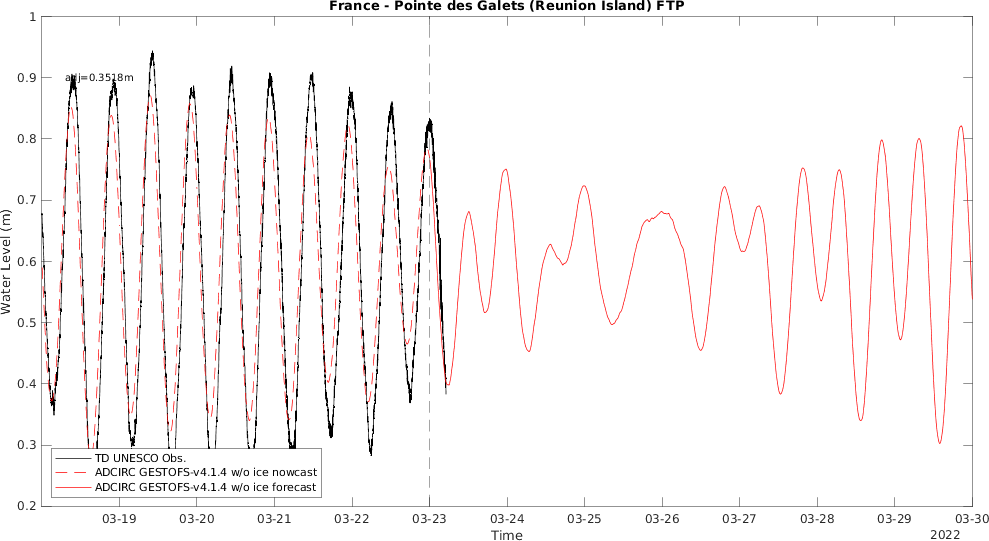 France - Pointe des Galets (Reunion Island) FTP
1
0.9
0.8
0.7
0.6
0.5
0.4
0.3
0.2
Water Level (m)
adj=0.3518m
TD UNESCO Obs.
ADCIRC GESTOFS-v4.1.4 w/o ice nowcast
ADCIRC GESTOFS-v4.1.4 w/o ice forecast
03-19 03-20 03-21 03-22 03-23 03-24 03-25 03-26 03-27 03-28 03-29 03-30
Time
2022